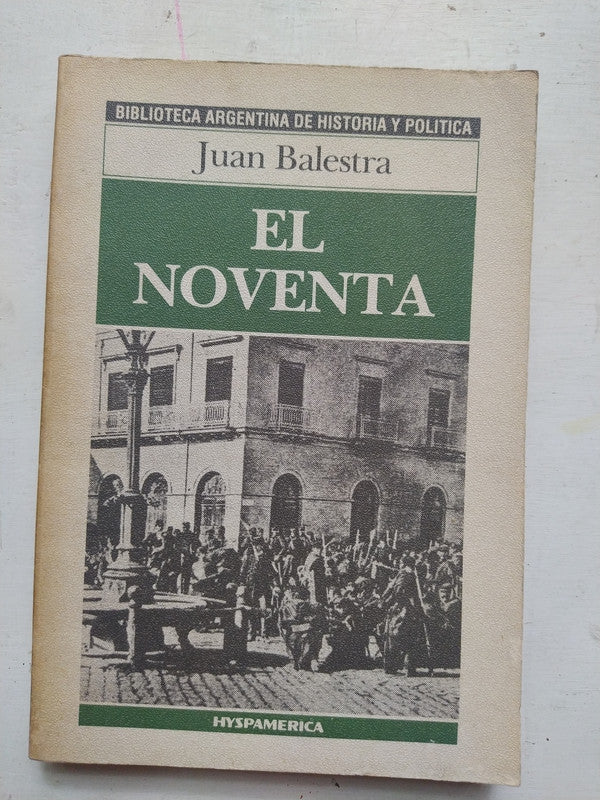 BIBLIOTECA ARGENTINA DE HISTORIA Y POLITICA
Juan Balestra
EL
NOVENTA
HYSPAMERICA